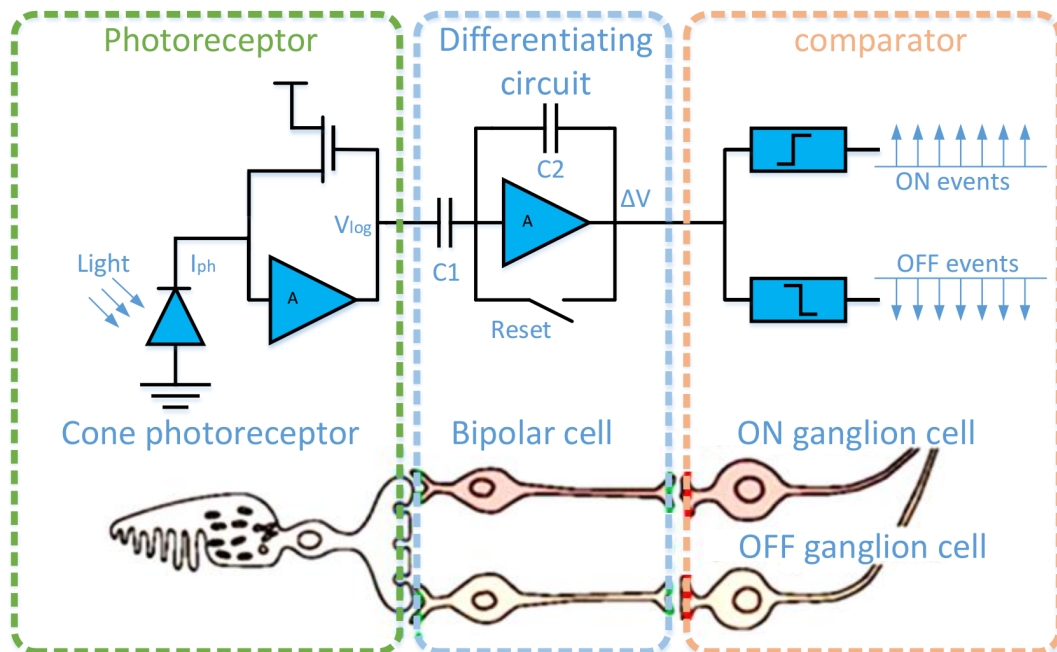 Photoreceptor
Differentiating
circuit
comparator
C2
A
ΔV
ON events
Vlog
C1
Light
Iph
A
Reset
OFF events
Cone photoreceptor
Bipolar cell
ON ganglion cell
OFF ganglion cell